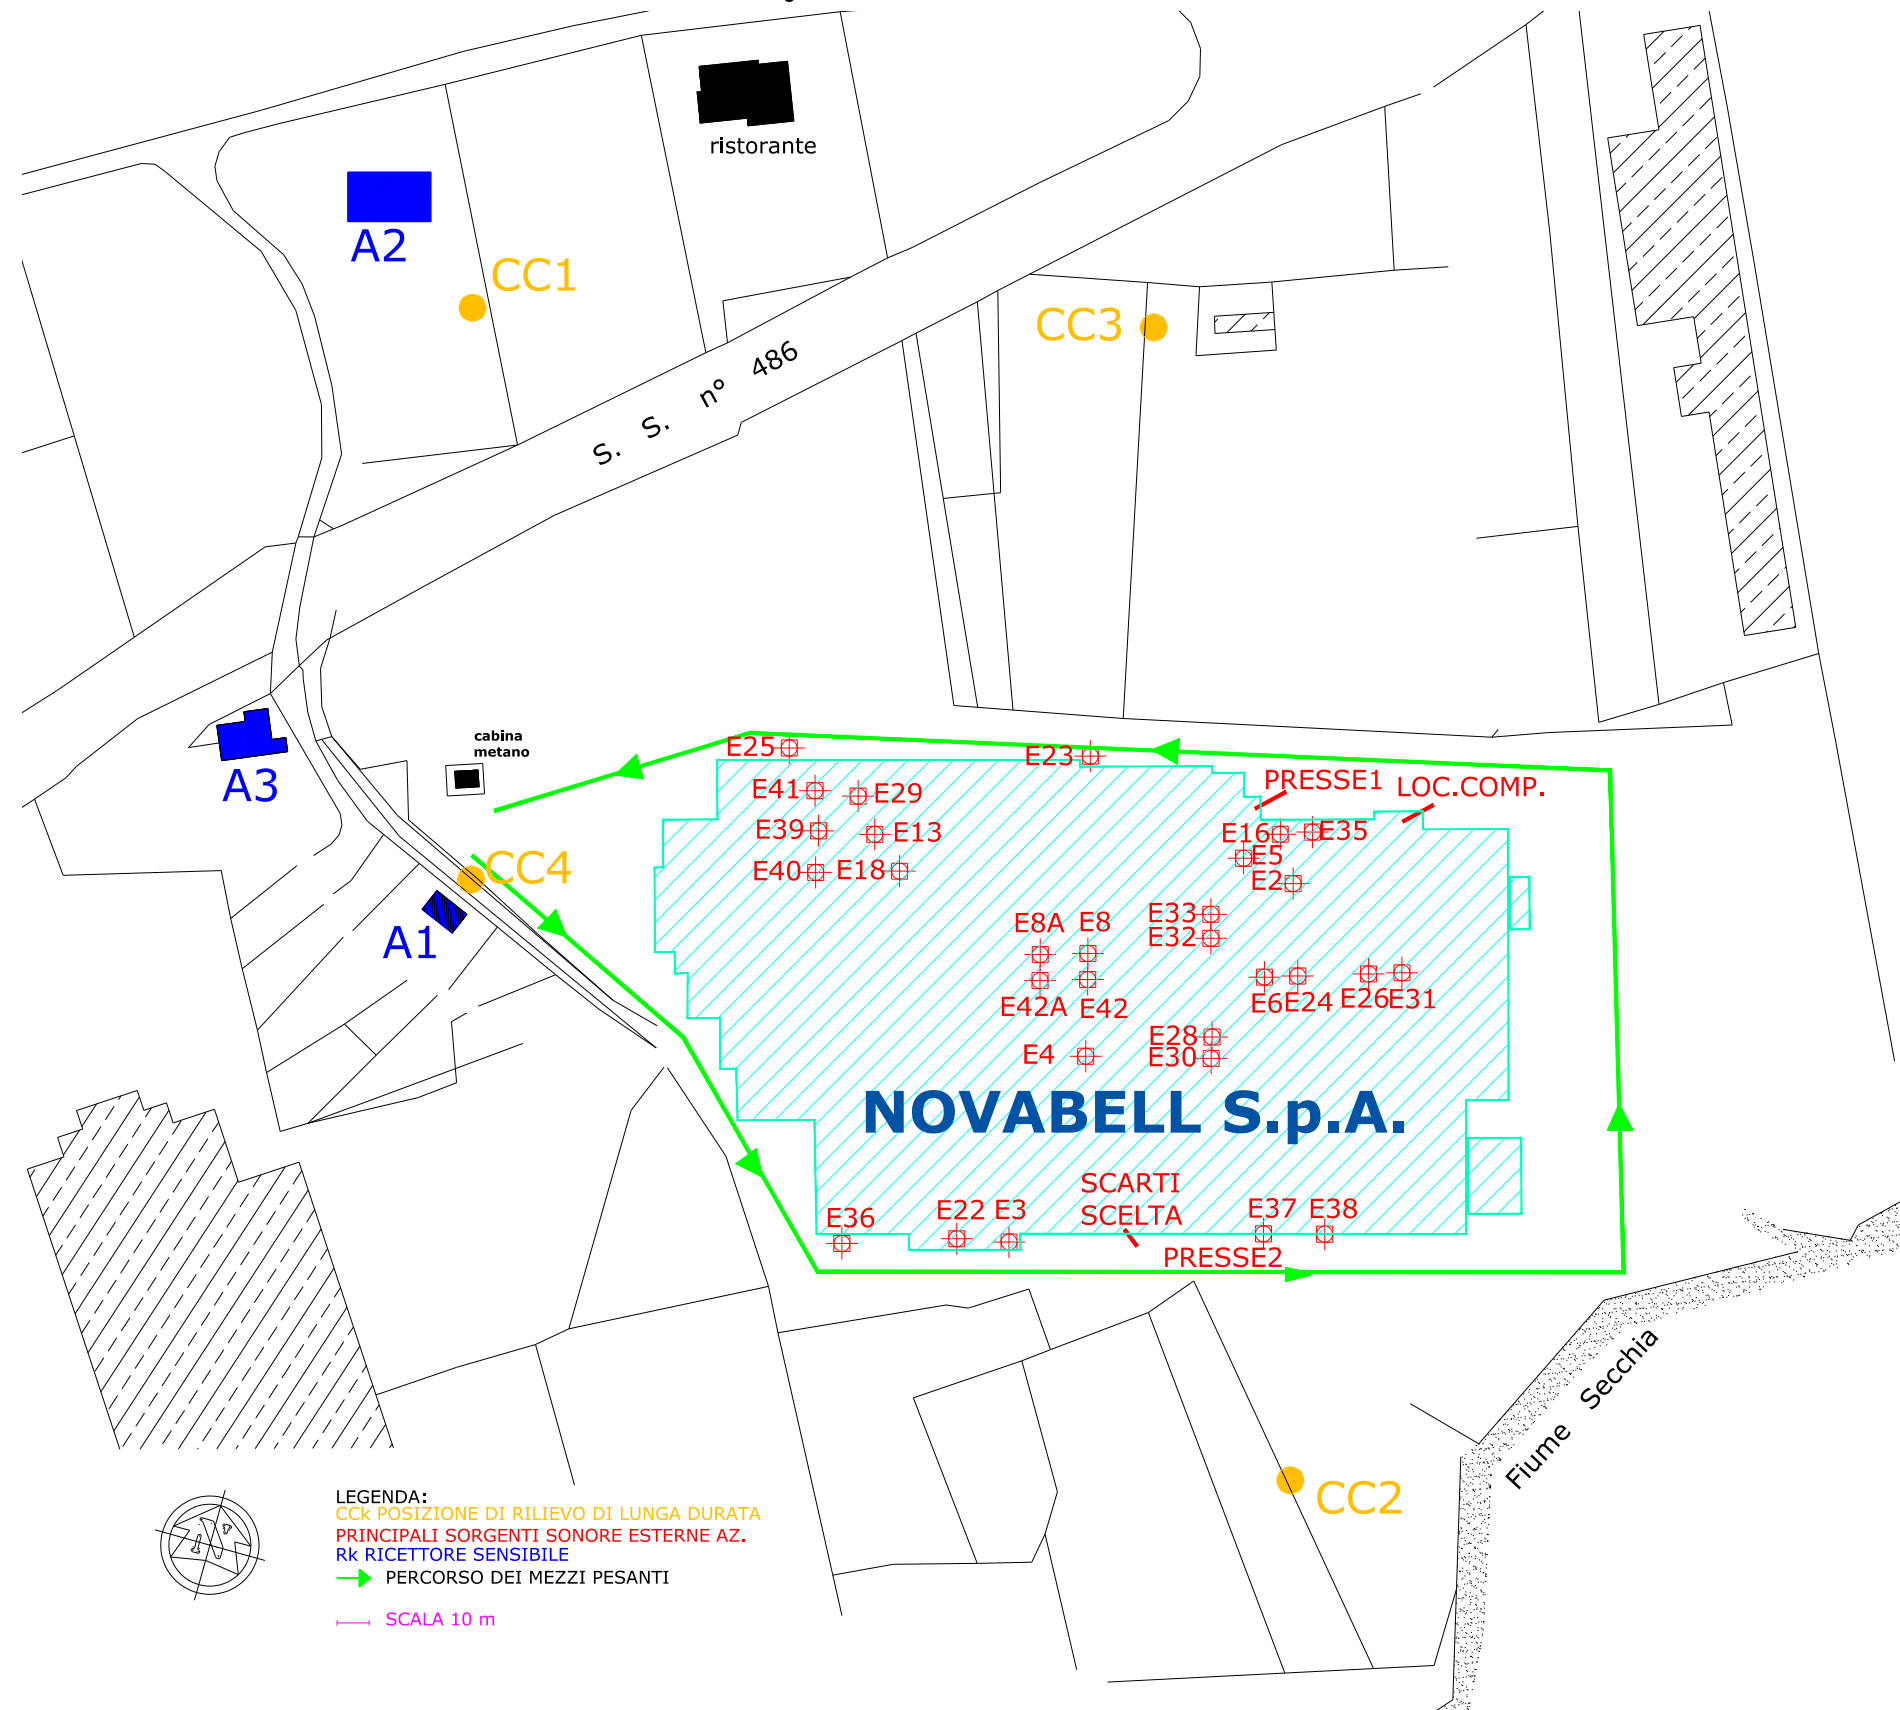 ristorante
A2
CC1
CC3
S. S. n° 486
A3
cabina
metano
E25
E23
E41
E29
PRESSE1
LOC.COMP.
E39
E13
E16
E35
E40
E18
E5
E2
CC4
A1
E8A
E8
E33
E32
E42A
E42
E6
E24
E26
E31
E4
E28
E30
NOVABELL S.p.A.
SCARTI
SCELTA
E36
E22
E3
E37
E38
PRESSE2
Fiume Secchia
CC2
LEGENDA:
CCk POSIZIONE DI RILIEVO DI LUNGA DURATA
PRINCIPALI SORGENTI SONORE ESTERNE AZ.
Rk RICETTORE SENSIBILE
PERCORSO DEI MEZZI PESANTI
SCALA 10 m